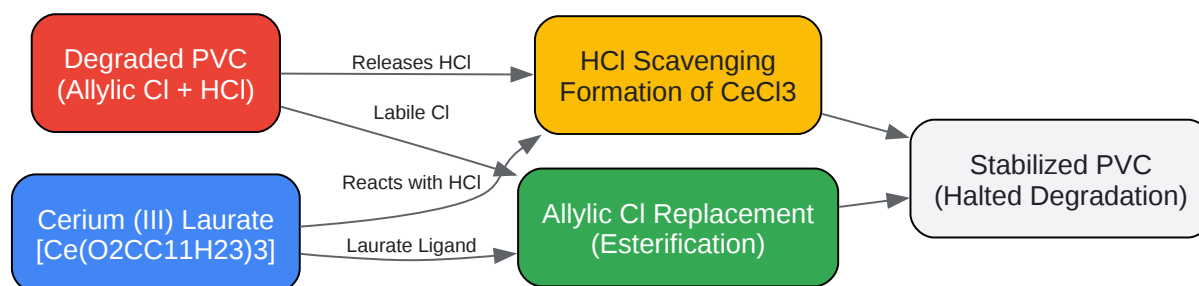 Degraded PVC
(Allylic Cl + HCl)
Releases HCl
HCl Scavenging
Formation of CeCl3
Labile Cl
Stabilized PVC
(Halted Degradation)
Reacts with HCl
Cerium (III) Laurate
[Ce(O2CC11H23)3]
Laurate Ligand
Allylic Cl Replacement
(Esterification)